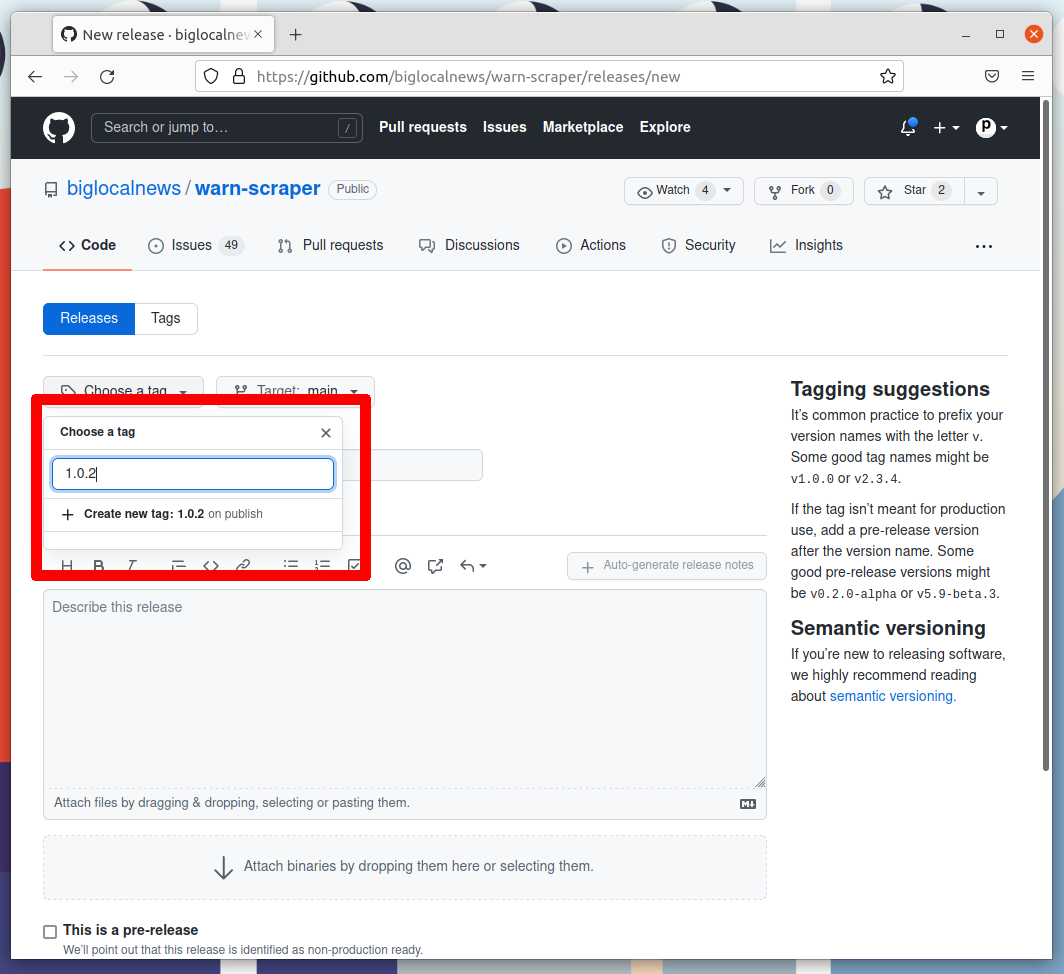 New release · biglocalnew
https://github.com/biglocalnews/warn-scraper/releases/new
Search or jump to… / Pull requests Issues Marketplace Explore
P
biglocalnews / warn-scraper Public
Watch 4 Fork 0 Star 2
Code Issues 49 Pull requests Discussions Actions Security Insights
Releases Tags
Choose a tag Target: main
Choose a tag
1.0.2
Create new tag: 1.0.2 on publish
H B I
Auto-generate release notes
Describe this release
Attach files by dragging & dropping, selecting or pasting them.
Attach binaries by dropping them here or selecting them.
This is a pre-release
We'll point out that this release is identified as non-production ready.
Tagging suggestions
It's common practice to prefix your
version names with the letter v.
Some good tag names might be
v1.0.0 or v2.3.4.
If the tag isn't meant for production
use, add a pre-release version
after the version name. Some
good pre-release versions might
be v0.2.0-alpha or v5.9-beta.3.
Semantic versioning
If you're new to releasing software,
we highly recommend reading
about semantic versioning.